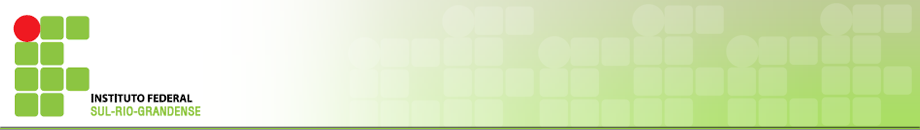 INSTITUTO FEDERAL
SUL-RIO-GRANDENSE